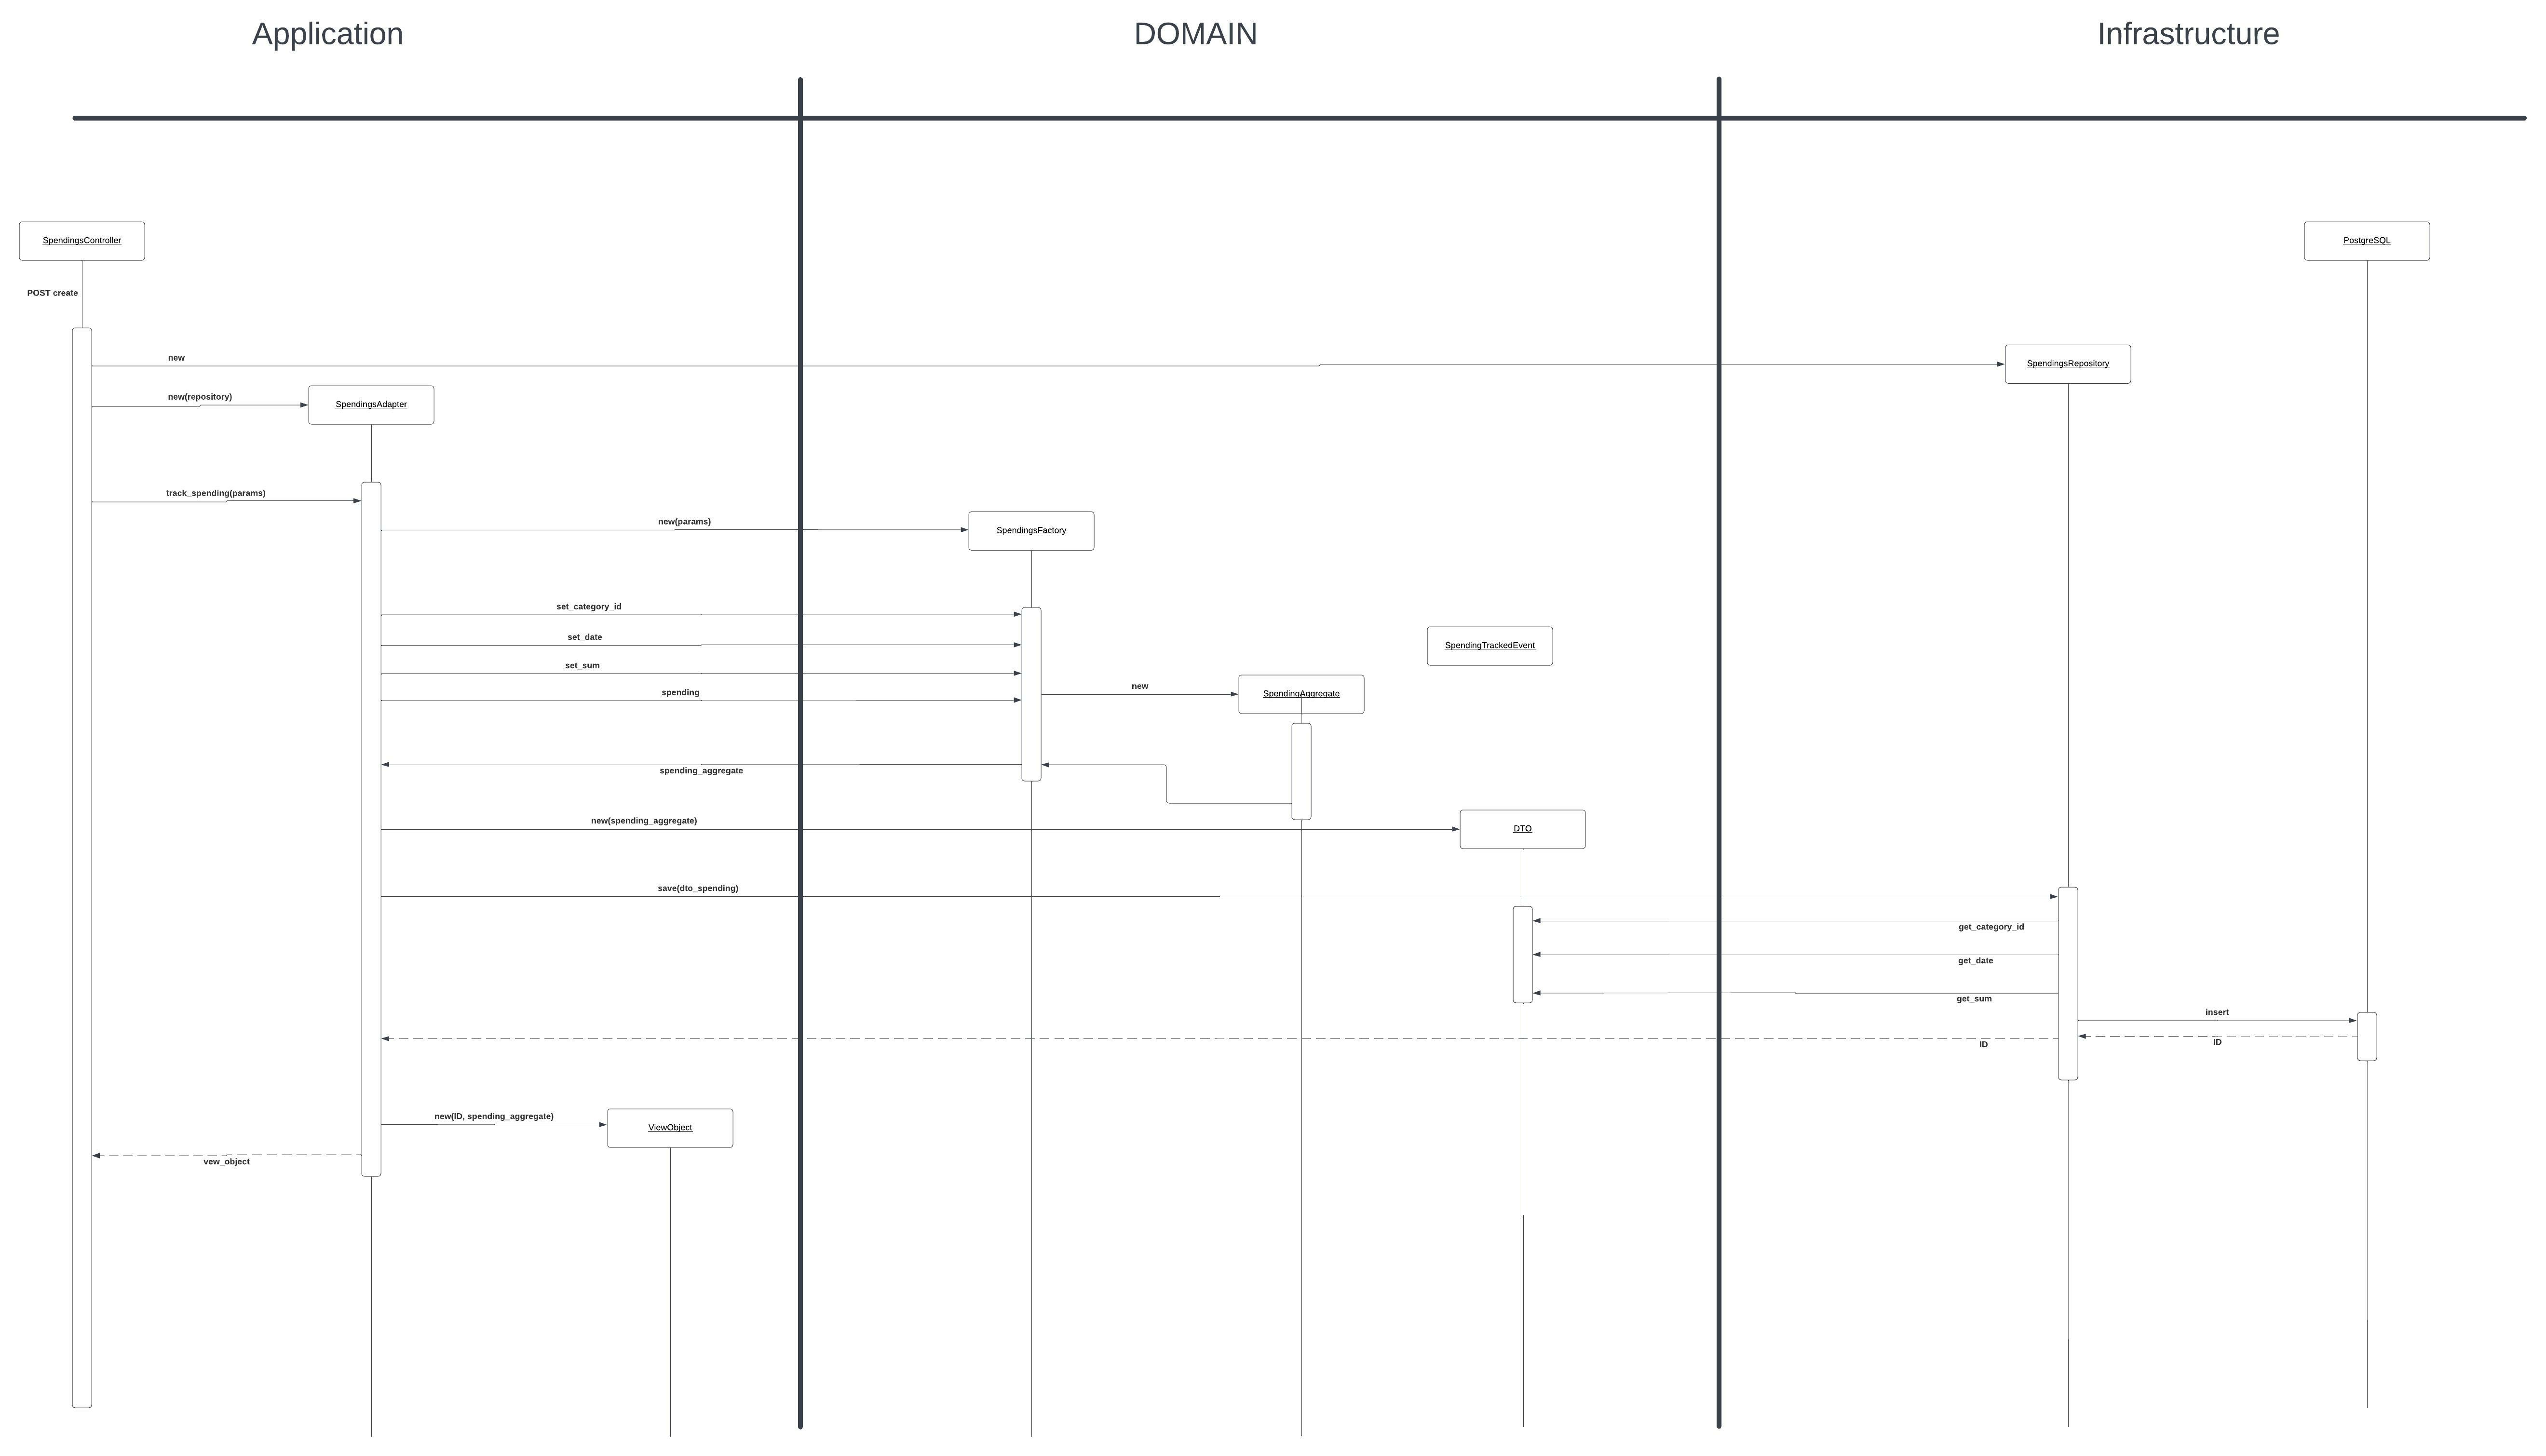 Application
DOMAIN
Infrastructure
SpendingsController
PostgreSQL
POST create
new
SpendingsRepository
new(repository)
SpendingsAdapter
track_spending(params)
new(params)
SpendingsFactory
set_category_id
set_date
SpendingTrackedEvent
set_sum
spending
new
SpendingAggregate
spending_aggregate
new(spending_aggregate)
DTO
save(dto_spending)
get_category_id
get_date
get_sum
insert
ID
ID
new(ID, spending_aggregate)
ViewObject
vew_object